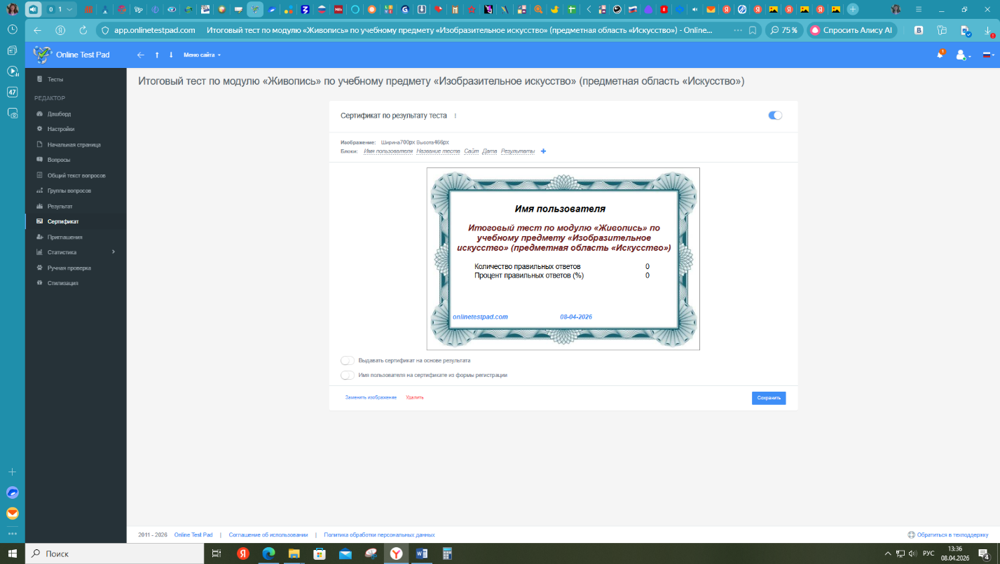 0 1
app.onlinetestpad.com Итоговый тест по модулю «Живопись» по учебному предмету «Изобразительное искусство» (предметная область «Искусство») - Online...
75 %
Спросить Алису AI
47
Online Test Pad
Меню сайта
1
Тесты
РЕДАКТОР
Дашборд
Настройки
Начальная страница
Вопросы
Общий текст вопросов
Группы вопросов
Результат
Сертификат
Приглашения
Статистика
Ручная проверка
Стилизация
Итоговый тест по модулю «Живопись» по учебному предмету «Изобразительное искусство» (предметная область «Искусство»)
Сертификат по результату теста
Изображение: Ширина700px Высота466px
Блоки: Имя пользователя Название теста Сайт Дата Результаты
Имя пользователя
Итоговый тест по модулю «Живопись» по
учебному предмету «Изобразительное
искусство» (предметная область «Искусство»)
Количество правильных ответов 0
Процент правильных ответов (%) 0
onlinetestpad.com 08-04-2026
Выдавать сертификат на основе результата
Имя пользователя на сертификате из формы регистрации
Заменить изображение Удалить
Сохранить
2011 - 2026 Online Test Pad | Соглашение об использовании | Политика обработки персональных данных
Обратиться в техподдержку
Поиск
РУС
13:36
08.04.2026
4